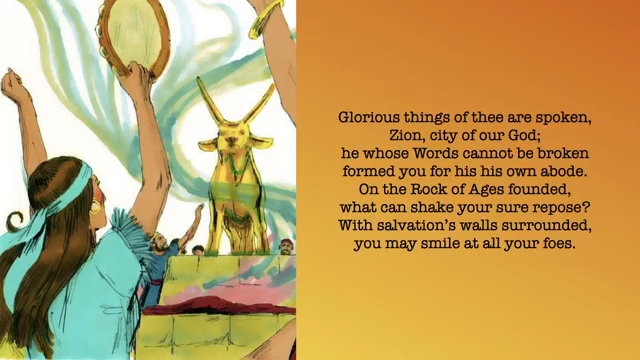 Glorious things of thee are spoken,
Zion, city of our God;
he whose Words cannot be broken
formed you for his his own abode.
On the Rock of Ages founded,
what can shake your sure repose?
With salvation's walls surrounded,
you may smile at all your foes.